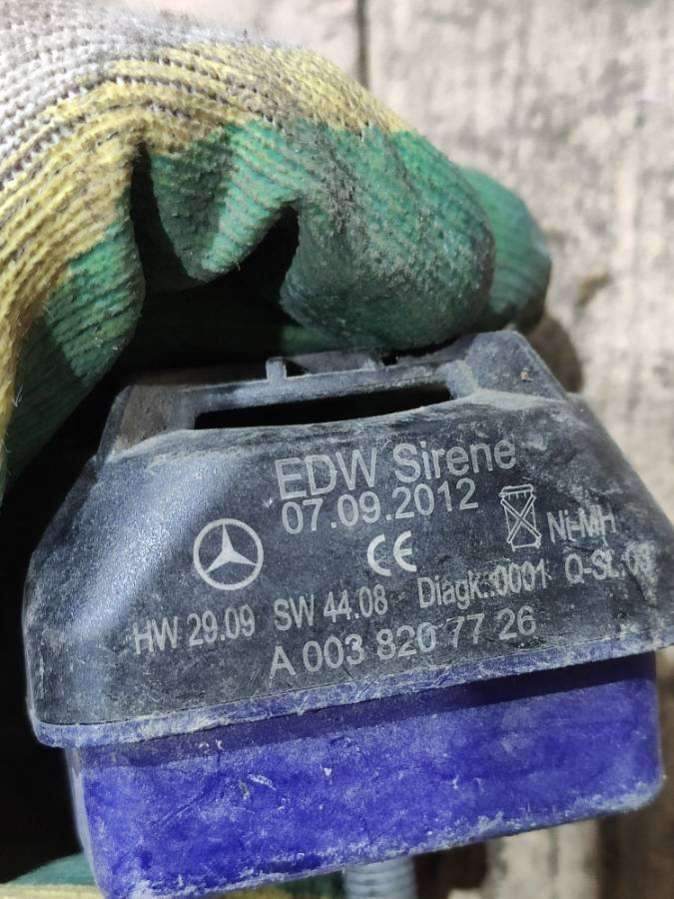 EDW Sirene
07.09.2012
CE Ni-MH
HW 29.09 SW 44.08 Diagk.:0001
A 003 820 77 26